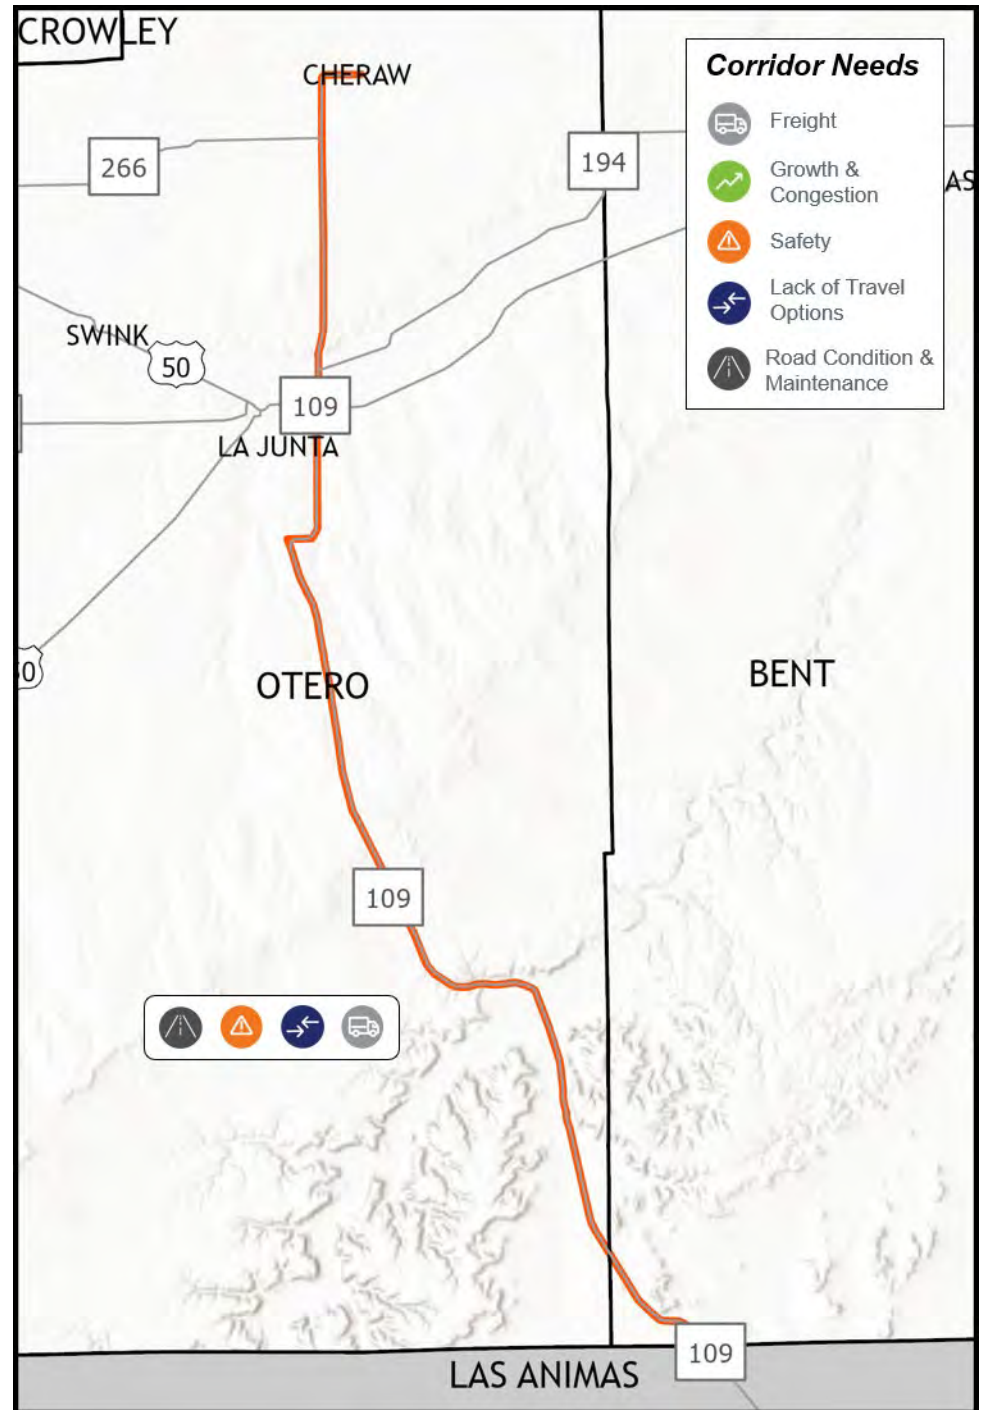 CROWLEY
CHERAW
Corridor Needs
Freight
Growth &
Congestion
Safety
Lack of Travel
Options
Road Condition &
Maintenance
266
194
AS
SWINK
50
109
LA JUNTA
OTERO
BENT
109
109
LAS ANIMAS